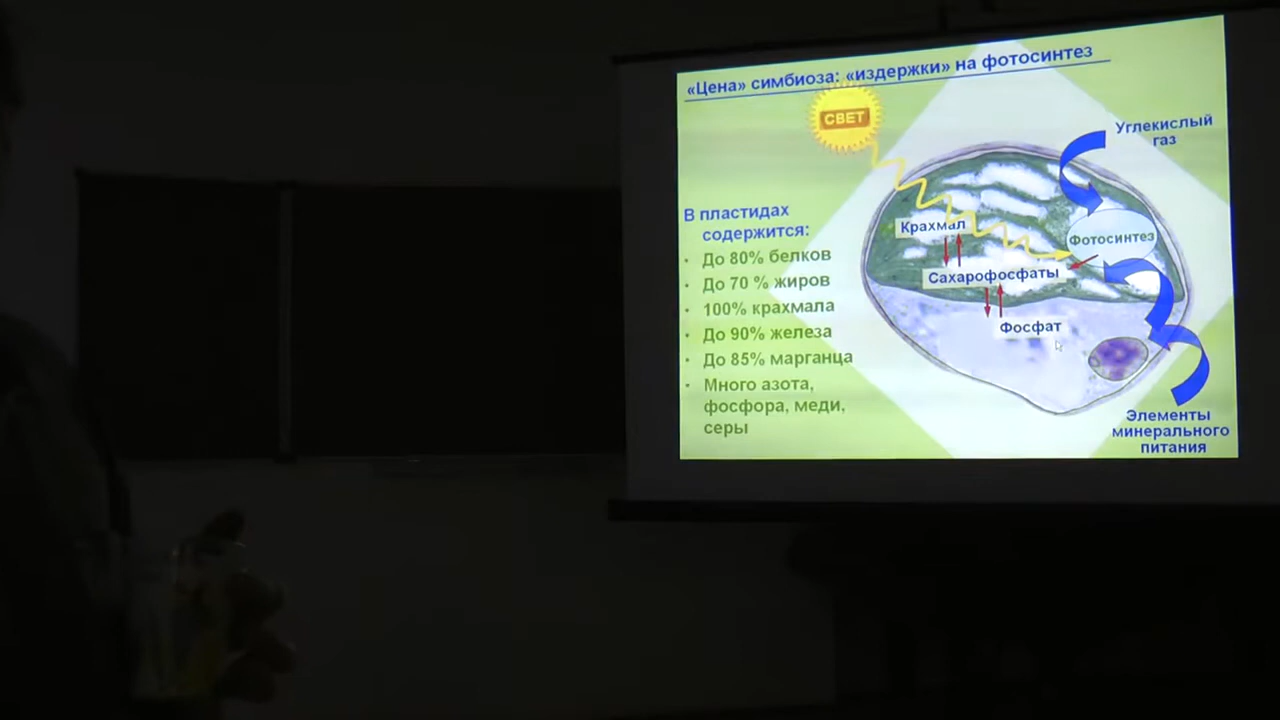 «Цена» симбиоза: «издержки» на фотосинтез
СВЕТ
Углекислый
газ
В пластидах
содержится:
• До 80% белков
• До 70 % жиров
• 100% крахмала
• До 90% железа
• До 85% марганца
• Много азота,
фосфора, меди,
серы
Крахмал
Фотосинтез
Сахарофосфаты
Фосфат
Элементы
минерального
питания